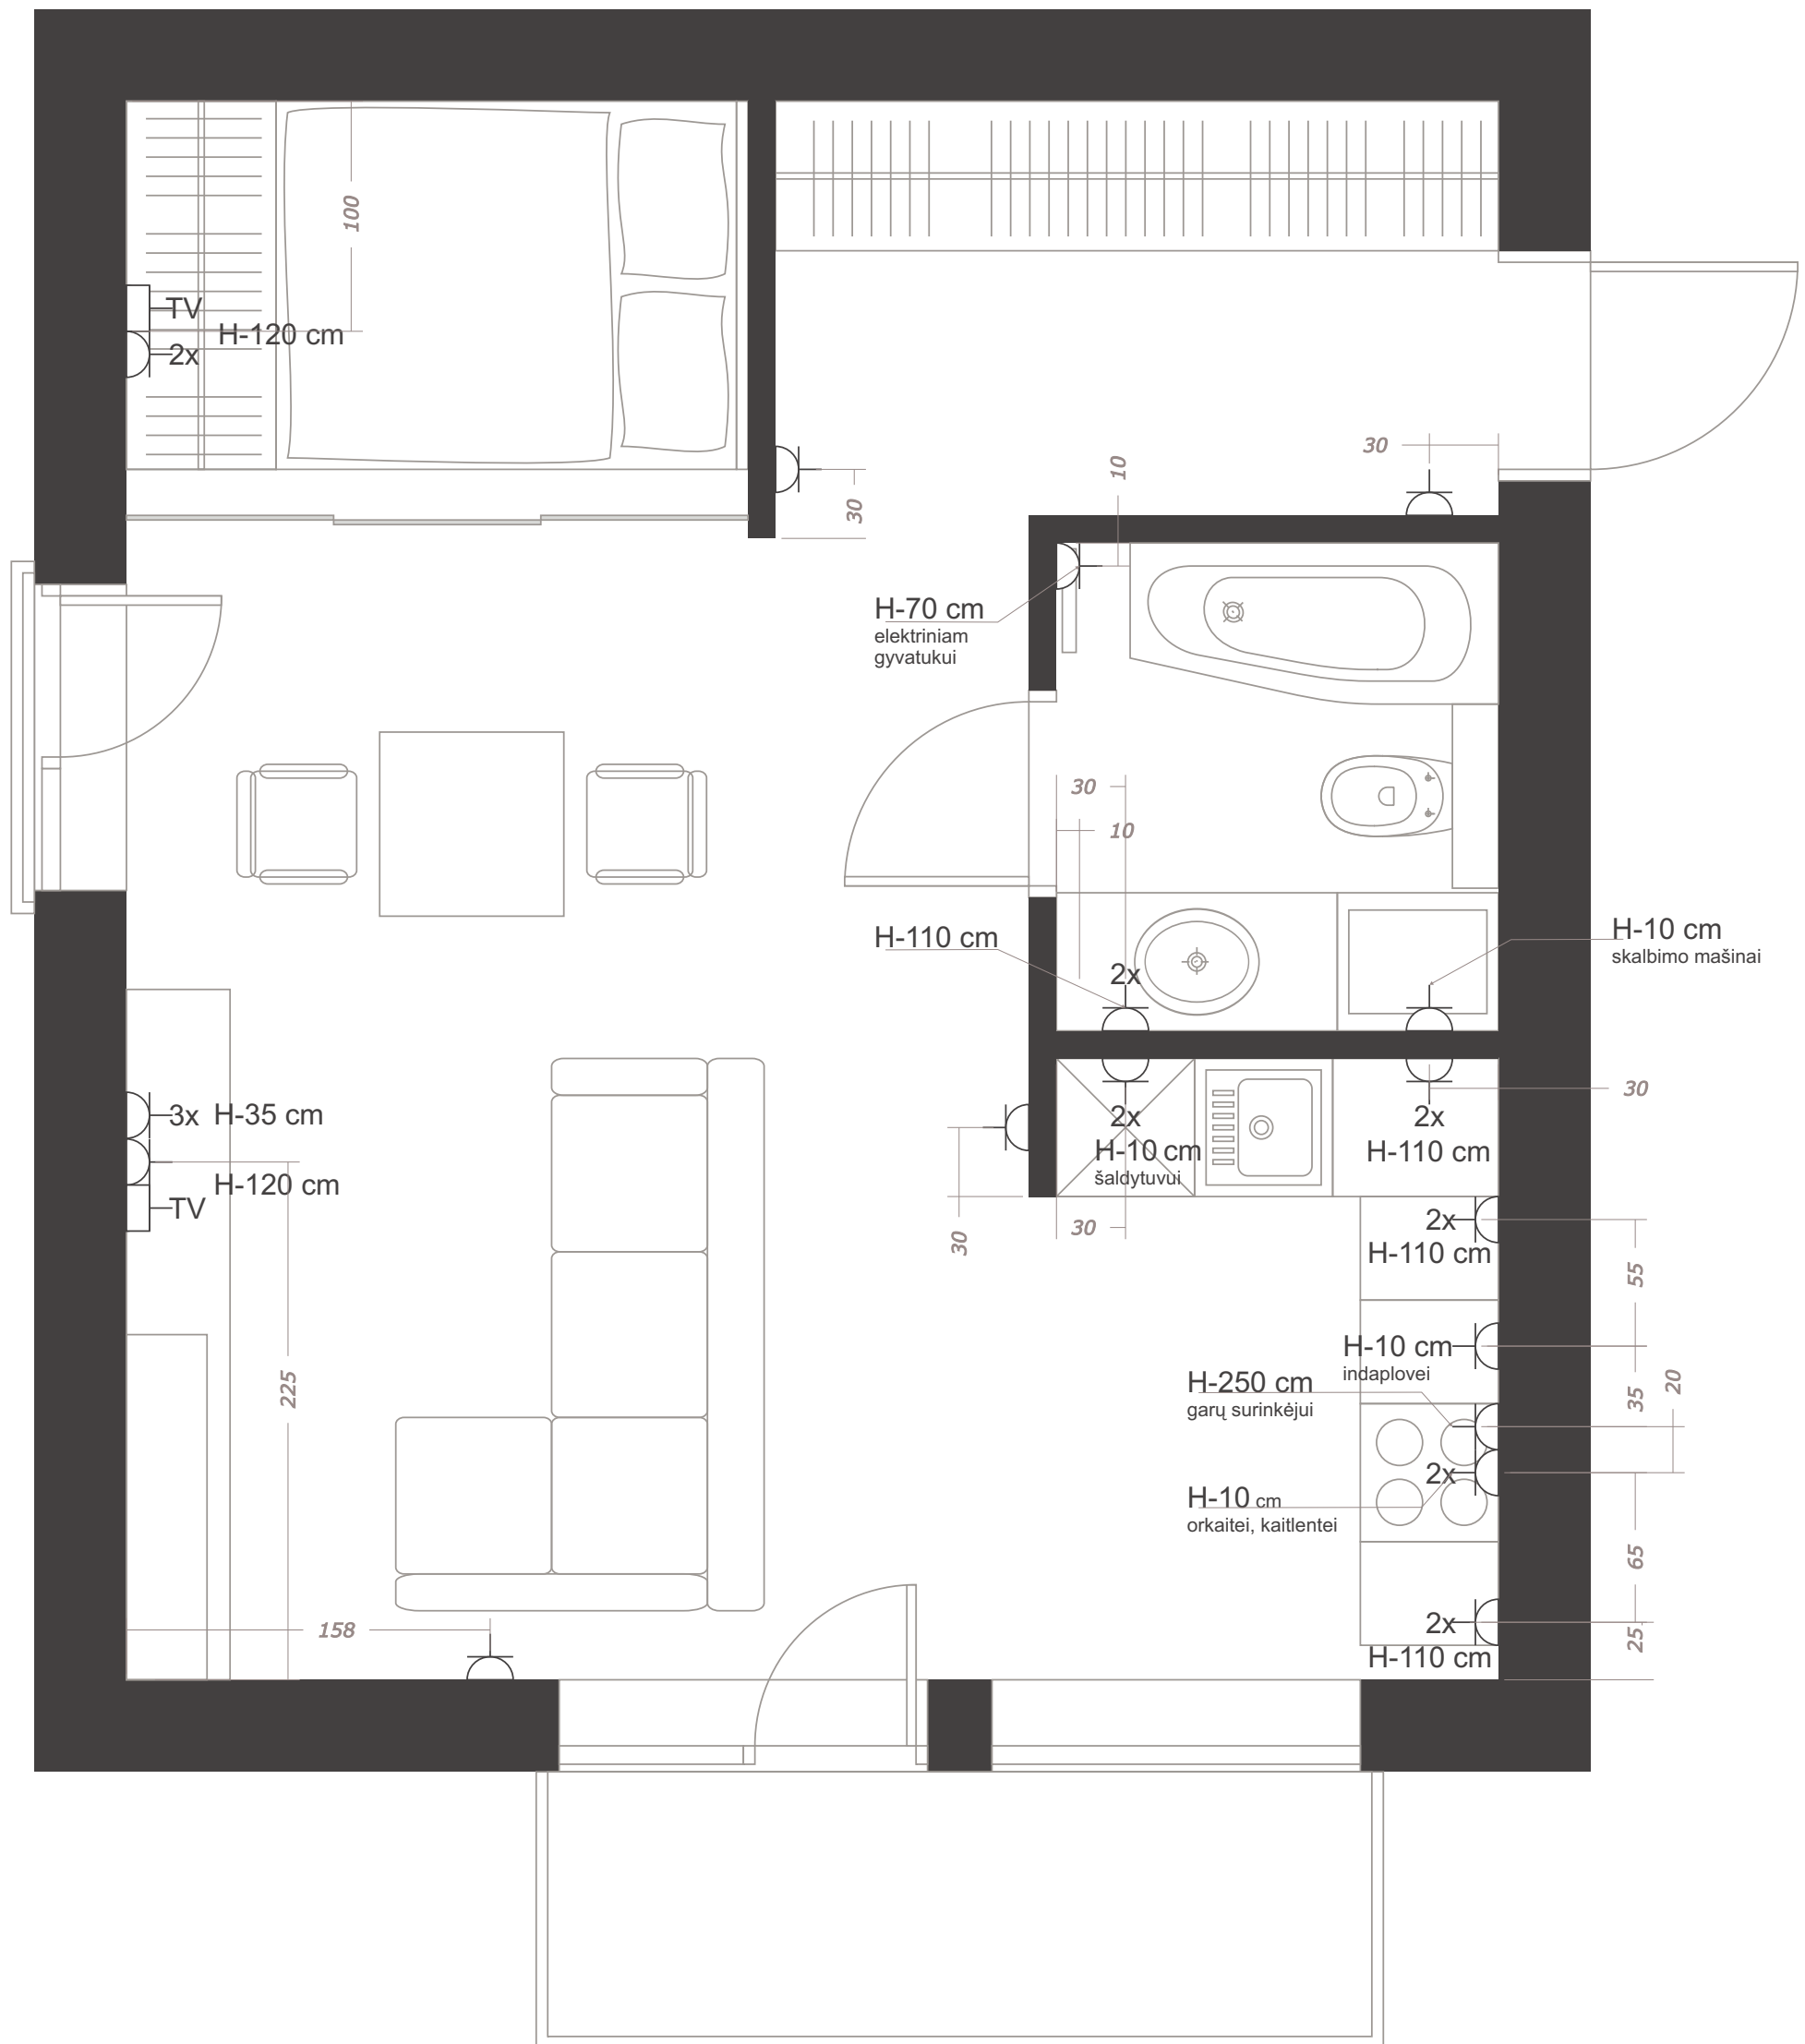 100
TV
H-120 cm
2x
30
10
30
H-70 cm
elektriniam
gyvatukui
30
10
H-110 cm
2x
H-10 cm
skalbimo mašinai
3x H-35 cm
H-120 cm
TV
2x
H-10 cm
šaldytuvui
2x
H-110 cm
30
30
30
2x
H-110 cm
55
H-10 cm
indaplovei
35
20
H-250 cm
garų surinkėjui
2x
H-10 cm
orkaitei, kaitlentei
225
65
158
2x
25
H-110 cm